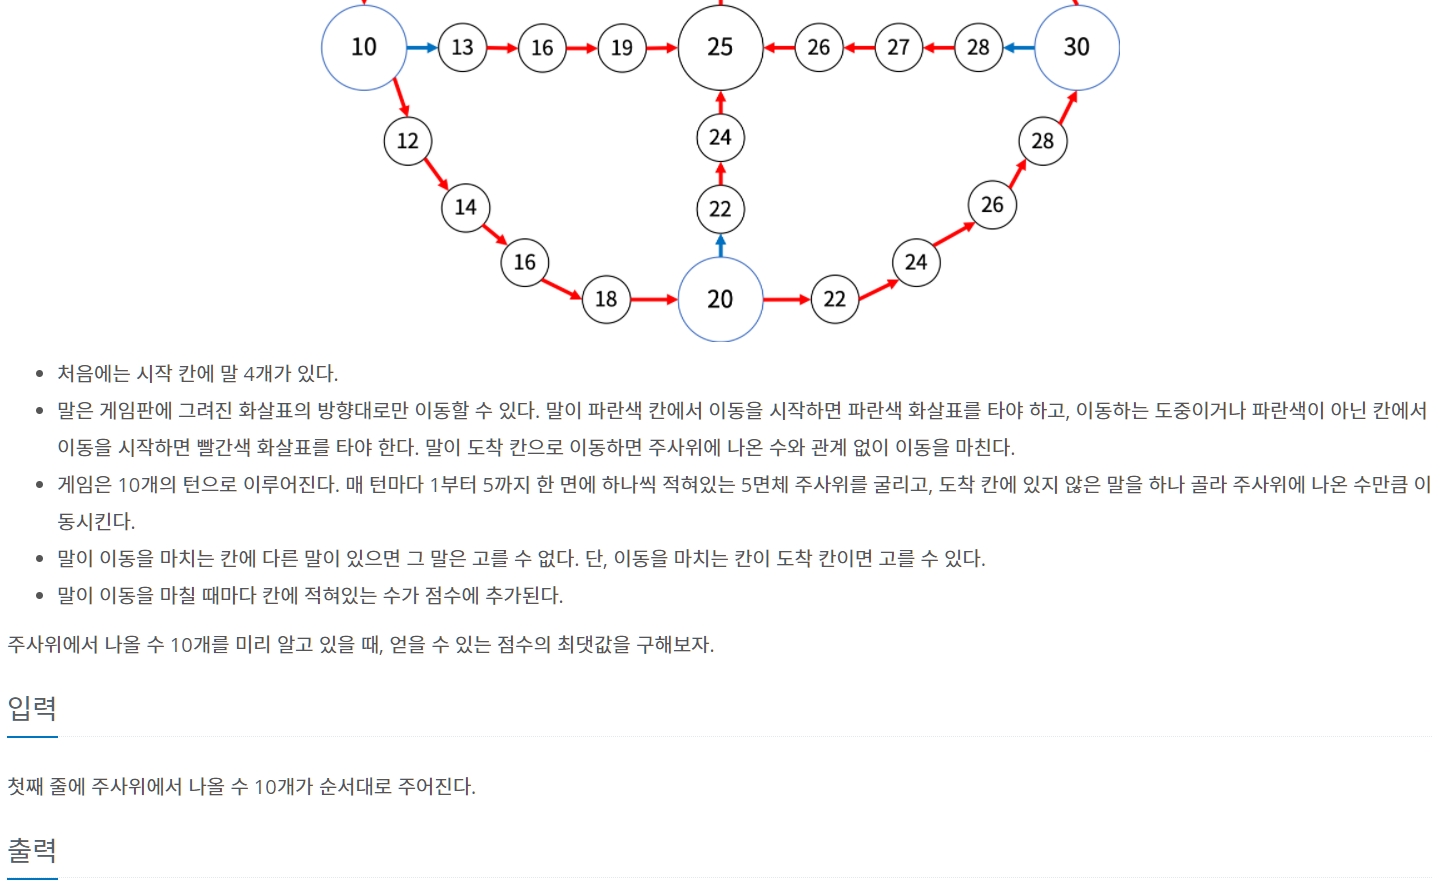 10 13 16 19 25 26 27 28 30
12 24 28
14 22 26
16 24
18 20 22
처음에는 시작 칸에 말 4개가 있다.
말은 게임판에 그려진 화살표의 방향대로만 이동할 수 있다. 말이 파란색 칸에서 이동을 시작하면 파란색 화살표를 타야 하고, 이동하는 도중이거나 파란색이 아닌 칸에서
이동을 시작하면 빨간색 화살표를 타야 한다. 말이 도착 칸으로 이동하면 주사위에 나온 수와 관계 없이 이동을 마친다.
게임은 10개의 턴으로 이루어진다. 매 턴마다 1부터 5까지 한 면에 하나씩 적혀있는 5면체 주사위를 굴리고, 도착 칸에 있지 않은 말을 하나 골라 주사위에 나온 수만큼 이
동시킨다.
말이 이동을 마치는 칸에 다른 말이 있으면 그 말은 고를 수 없다. 단, 이동을 마치는 칸이 도착 칸이면 고를 수 있다.
말이 이동을 마칠 때마다 칸에 적혀있는 수가 점수에 추가된다.
주사위에서 나올 수 10개를 미리 알고 있을 때, 얻을 수 있는 점수의 최댓값을 구해보자.
입력
첫째 줄에 주사위에서 나올 수 10개가 순서대로 주어진다.
출력